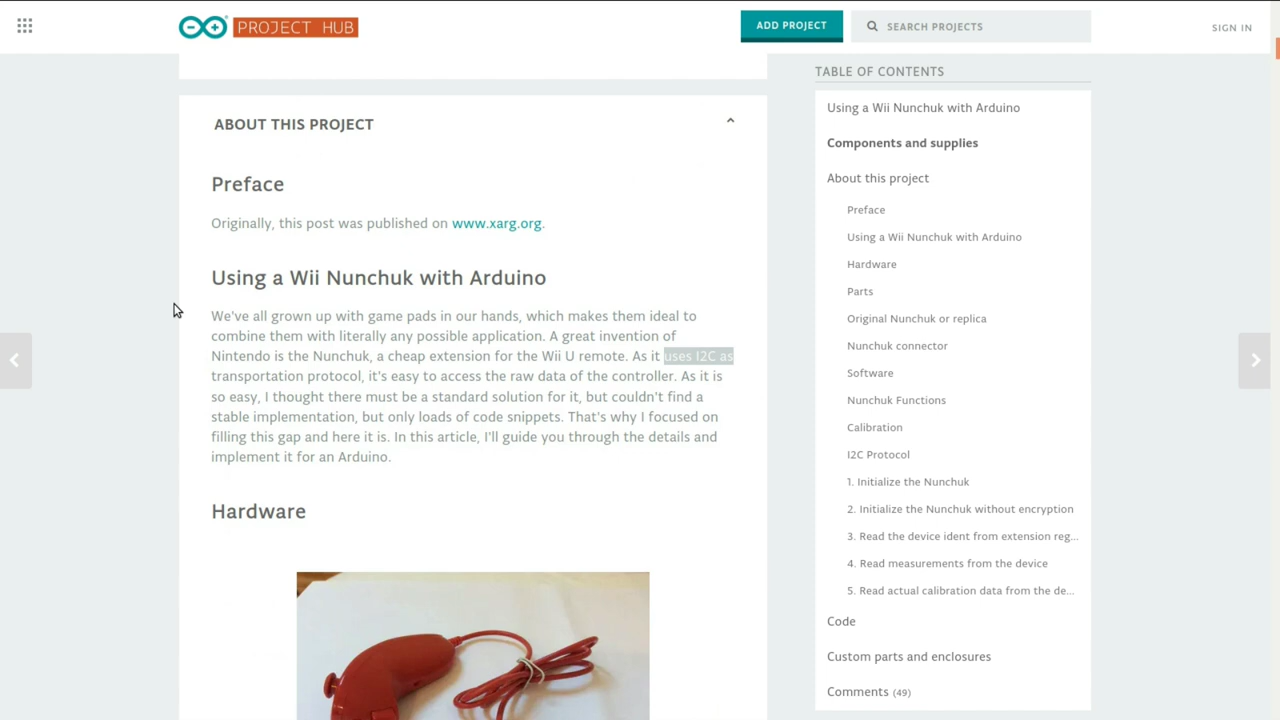 PROJECT HUB
ADD PROJECT
SEARCH PROJECTS
SIGN IN
ABOUT THIS PROJECT
Preface
Originally, this post was published on www.xarg.org.
Using a Wii Nunchuk with Arduino
We've all grown up with game pads in our hands, which makes them ideal to
combine them with literally any possible application. A great invention of
Nintendo is the Nunchuk, a cheap extension for the Wii U remote. As it uses I2C as
transportation protocol, it's easy to access the raw data of the controller. As it is
so easy, I thought there must be a standard solution for it, but couldn't find a
stable implementation, but only loads of code snippets. That's why I focused on
filling this gap and here it is. In this article, I'll guide you through the details and
implement it for an Arduino.
Hardware
TABLE OF CONTENTS
Using a Wii Nunchuk with Arduino
Components and supplies
About this project
Preface
Using a Wii Nunchuk with Arduino
Hardware
Parts
Original Nunchuk or replica
Nunchuk connector
Software
Nunchuk Functions
Calibration
I2C Protocol
1. Initialize the Nunchuk
2. Initialize the Nunchuk without encryption
3. Read the device ident from extension reg...
4. Read measurements from the device
5. Read actual calibration data from the de...
Code
Custom parts and enclosures
Comments (49)